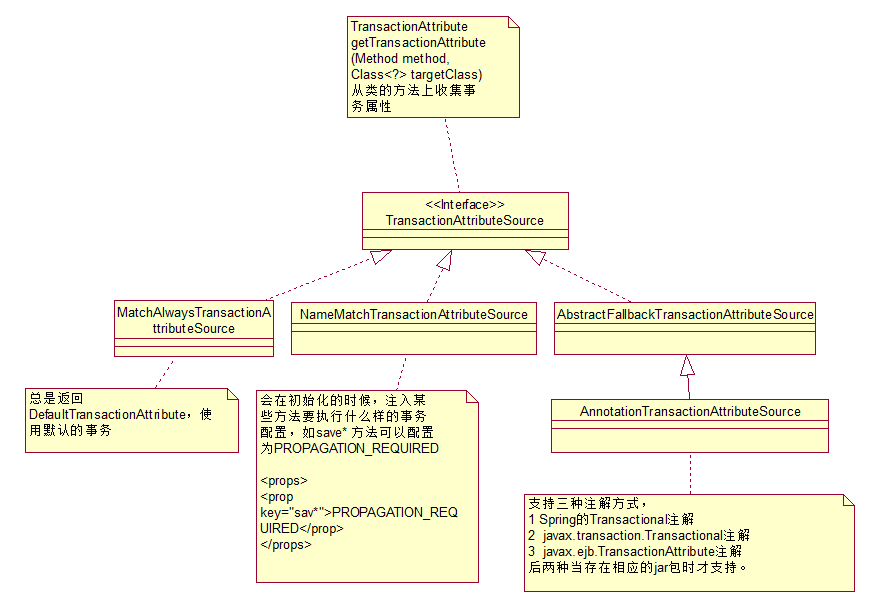 TransactionAttribute
getTransactionAttribute
(Method method,
Class<?> targetClass)
从类的方法上收集事
务属性
<<Interface>>
TransactionAttributeSource
MatchAlwaysTransactionA
ttributeSource
NameMatchTransactionAttributeSource
AbstractFallbackTransactionAttributeSource
总是返回
DefaultTransactionAttribute，使
用默认的事务
会在初始化的时候，注入某
些方法要执行什么样的事务
配置，如save* 方法可以配置
为PROPAGATION_REQUIRED
<props>
<prop
key="sav*">PROPAGATION_REQ
UIRED</prop>
</props>
AnnotationTransactionAttributeSource
支持三种注解方式，
1 Spring的Transactional注解
2 javax.transaction.Transactional注解
3 javax.ejb.TransactionAttribute注解
后两种当存在相应的jar包时才支持。